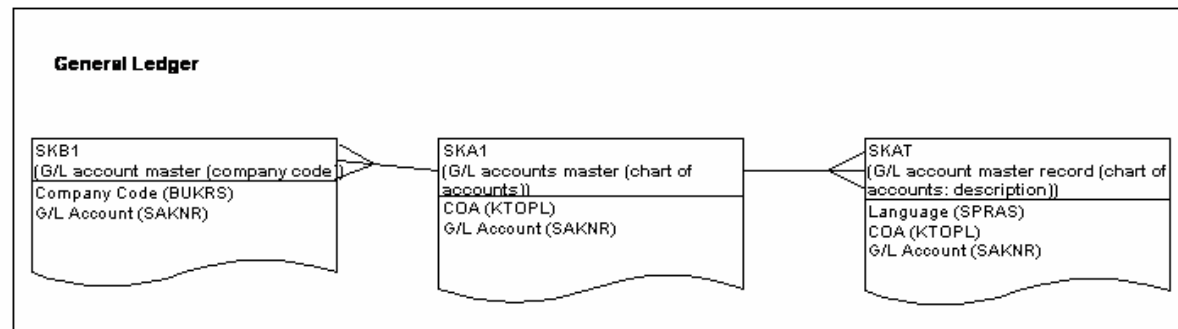 General Ledger
SKB1
(G/L account master (company code))
Company Code (BUKRS)
G/L Account (SAKNR)
SKA1
(G/L accounts master (chart of
accounts))
COA (KTOPL)
G/L Account (SAKNR)
SKAT
(G/L account master record (chart of
accounts: description))
Language (SPRAS)
COA (KTOPL)
G/L Account (SAKNR)